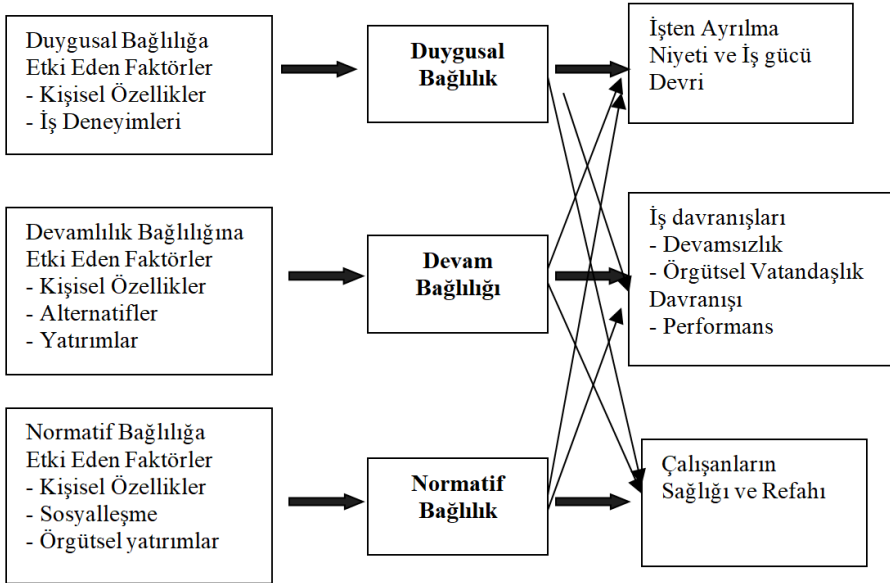 Duygusal Bağlılığa
Etki Eden Faktörler
- Kişisel Özellikler
- İş Deneyimleri
Duygusal
Bağlılık
İşten Ayrılma
Niyeti ve İş gücü
Devri
Devamlılık Bağlılığına
Etki Eden Faktörler
- Kişisel Özellikler
- Alternatifler
- Yatırımlar
Devam
Bağlılığı
İş davranışları
- Devamsızlık
- Örgütsel Vatandaşlık
Davranışı
- Performans
Normatif Bağlılığa
Etki Eden Faktörler
- Kişisel Özellikler
- Sosyalleşme
- Örgütsel yatırımlar
Normatif
Bağlılık
Çalışanların
Sağlığı ve Refahı